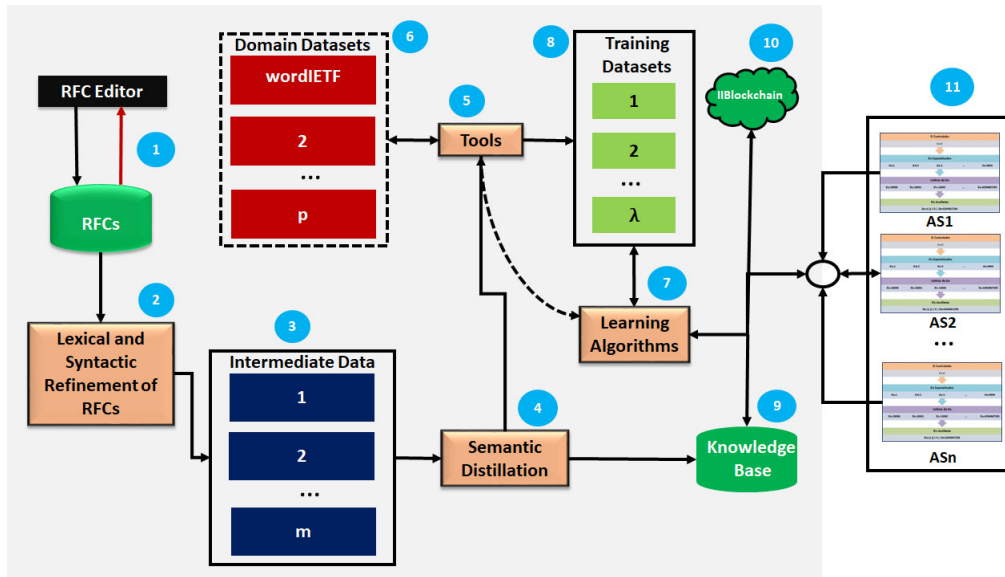 RFC Editor
1
RFCs
2
Lexical and
Syntactic
Refinement of
RFCs
3
Intermediate Data
1
2
...
m
4
Semantic
Distillation
5
Tools
6
Domain Datasets
wordIETF
2
...
p
7
Learning
Algorithms
8
Training
Datasets
1
2
...
λ
9
Knowledge
Base
10
IIBlockchain
11
AS1
AS2
...
ASn